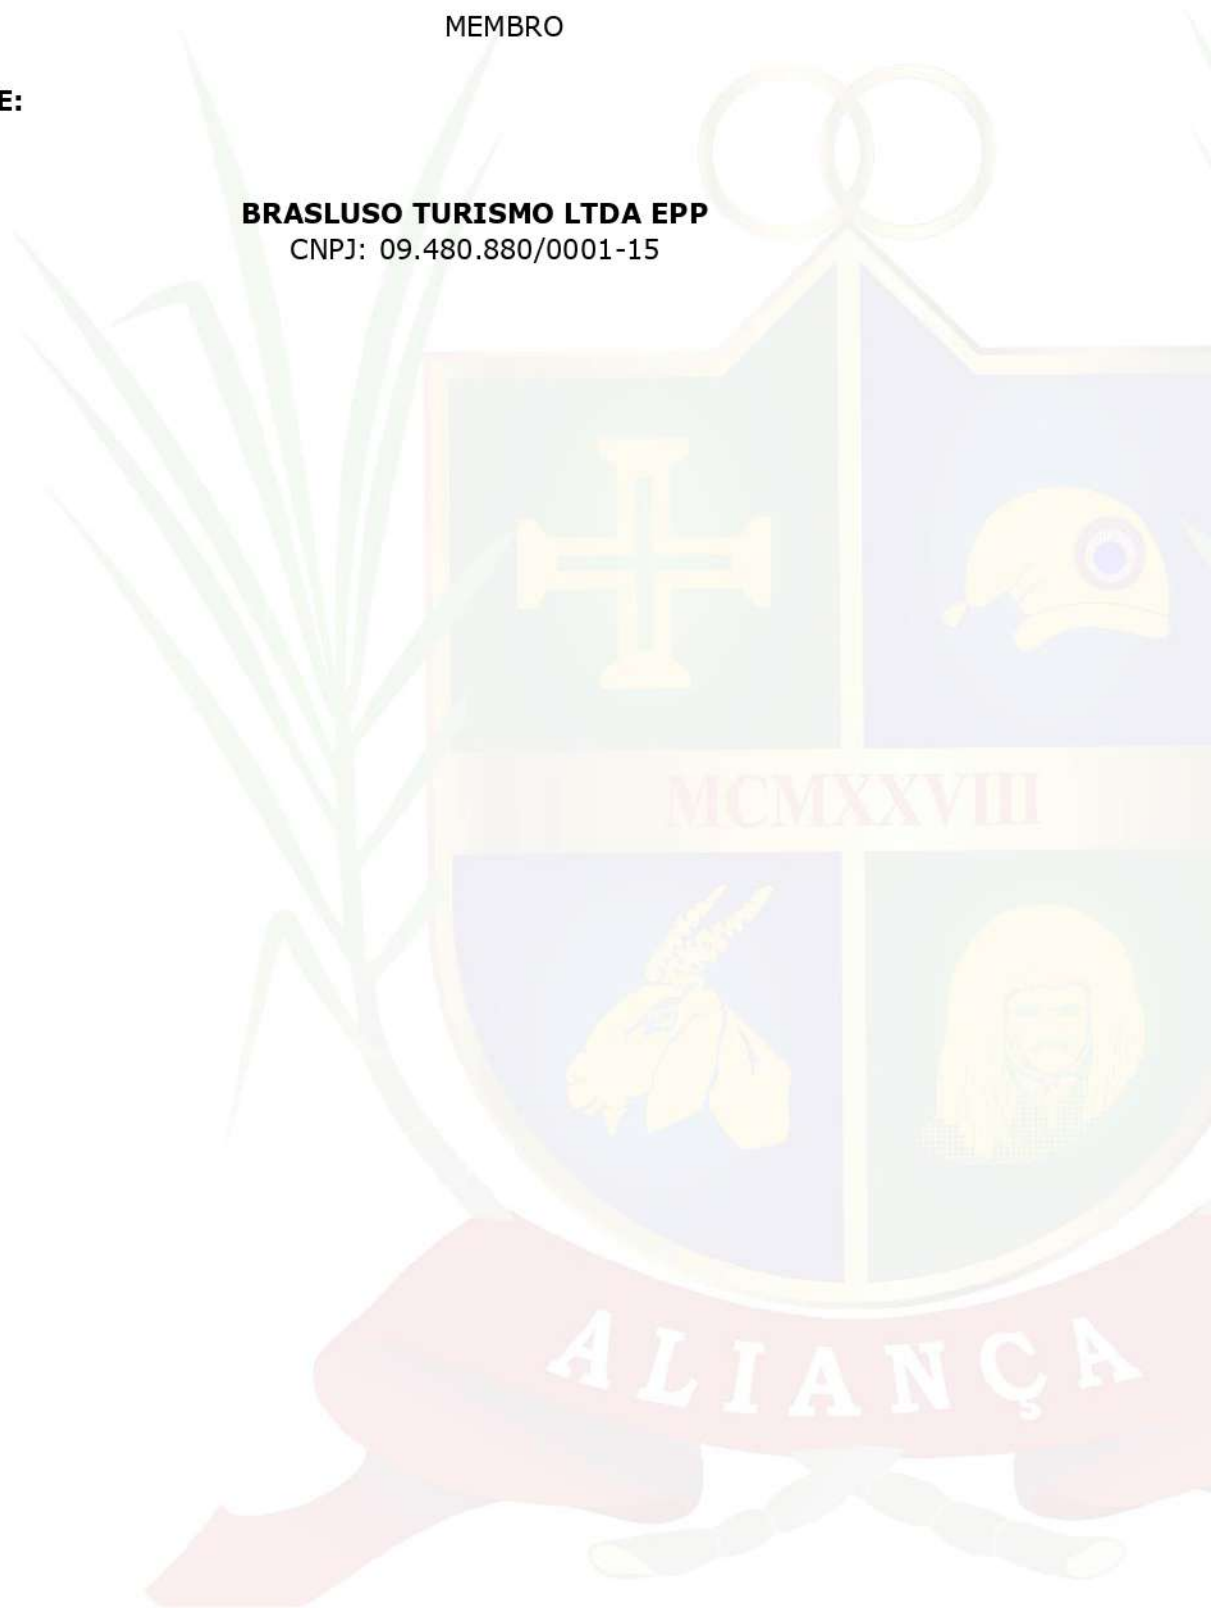 MEMBRO
E:
BRASLUSO TURISMO LTDA EPP
CNPJ: 09.480.880/0001-15
MCMXXVIII
ALIANÇA